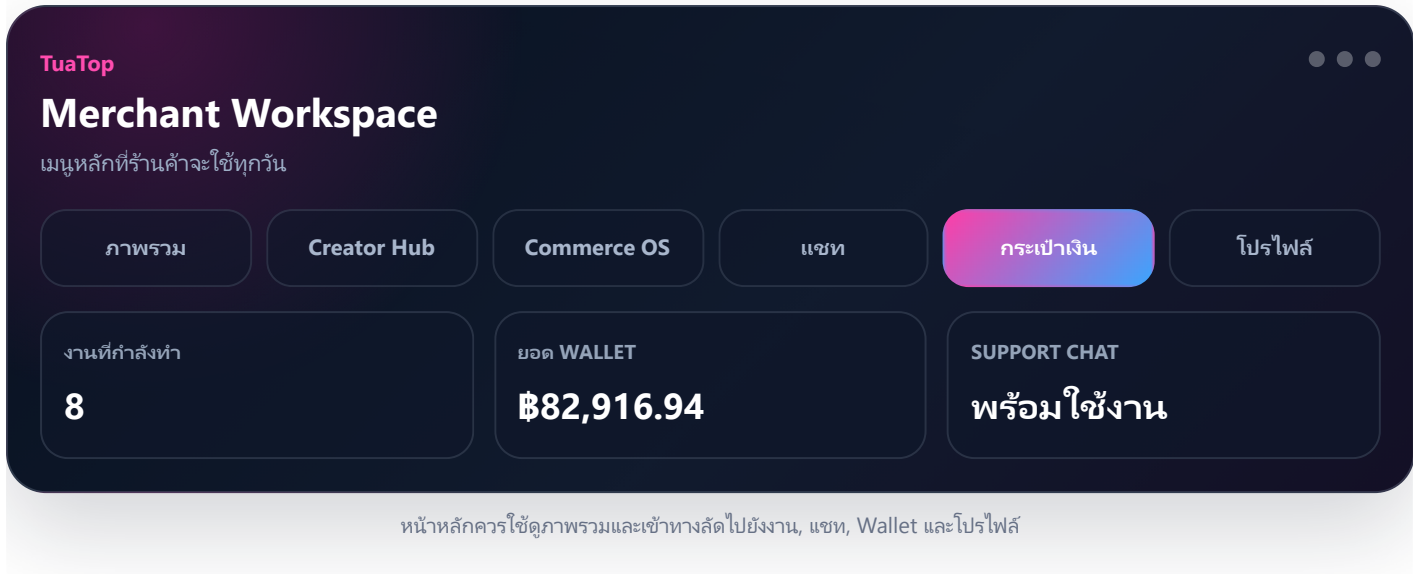 TuaTop
Merchant Workspace
เมนูหลักที่ร้านค้าจะใช้ทุกวัน
ภาพรวม
Creator Hub
Commerce OS
แชท
กระเป๋าเงิน
โปรไฟล์
งานที่กำลังทำ
8
ยอด WALLET
฿82,916.94
SUPPORT CHAT
พร้อมใช้งาน
หน้าหลักควรใช้ดูภาพรวมและเข้าทางลัดไปยังงาน, แชท, Wallet และโปรไฟล์